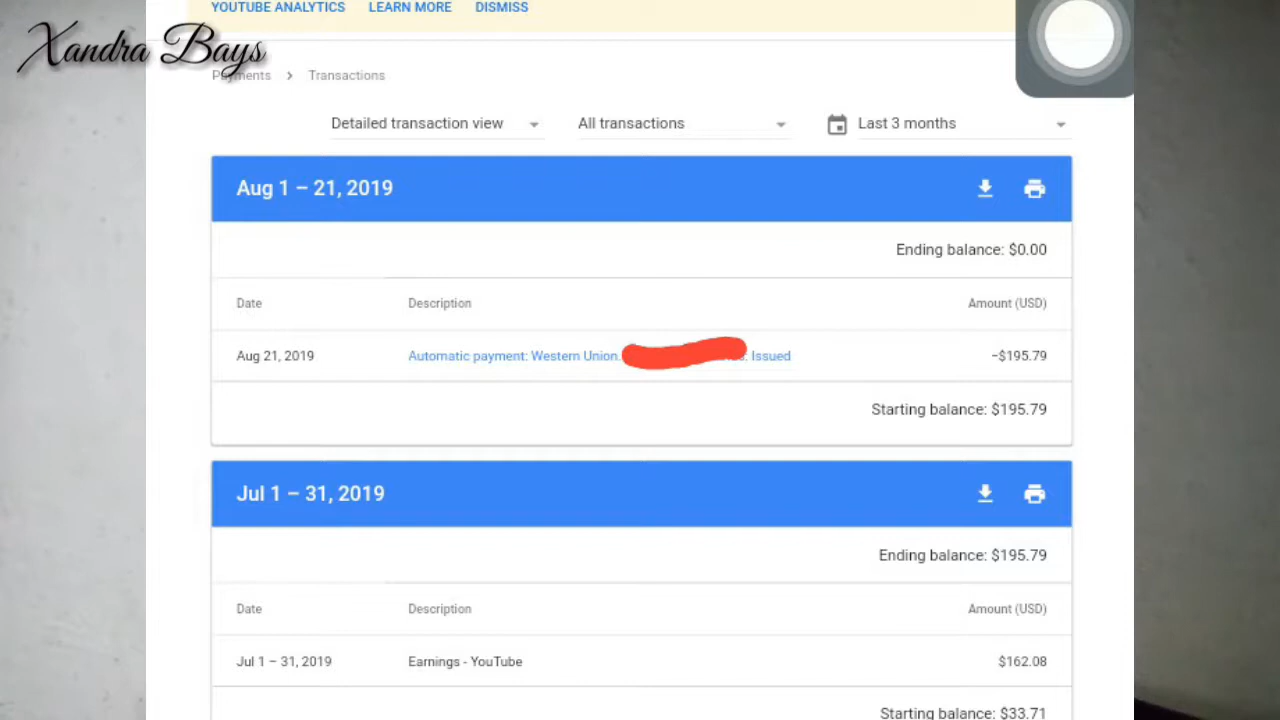 YOUTUBE ANALYTICS LEARN MORE DISMISS
Xandra Bays
Payments > Transactions
Detailed transaction view All transactions Last 3 months
Aug 1 – 21, 2019
Ending balance: $0.00
Date Description Amount (USD)
Aug 21, 2019 Automatic payment: Western Union. Issued −$195.79
Starting balance: $195.79
Jul 1 – 31, 2019
Ending balance: $195.79
Date Description Amount (USD)
Jul 1 – 31, 2019 Earnings - YouTube $162.08
Starting balance: $33.71